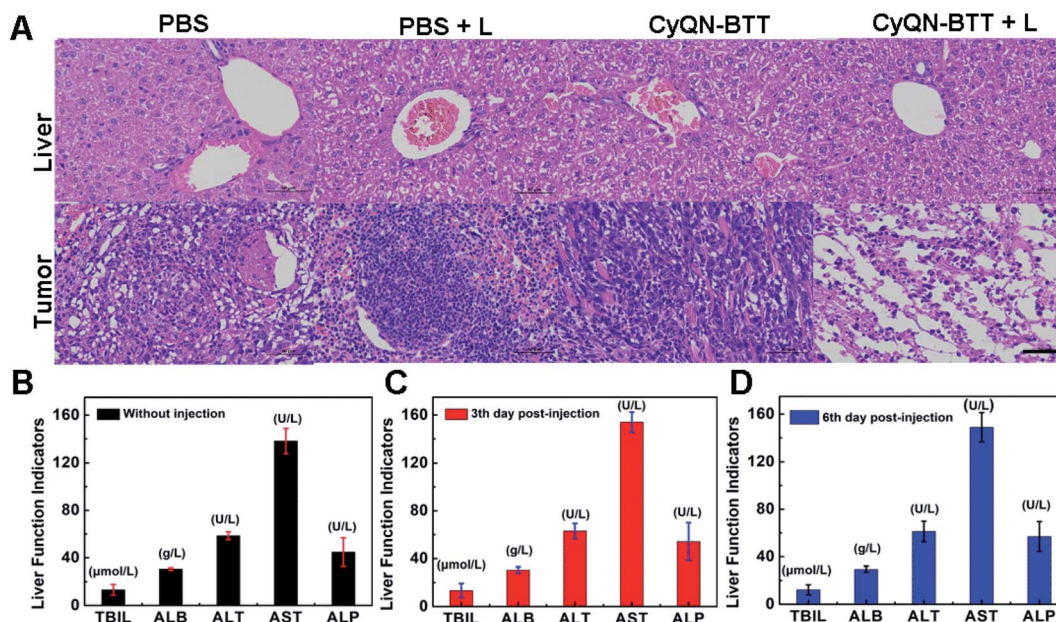 A
PBS
PBS + L
CyQN-BTT
CyQN-BTT + L
Liver
Tumor
B
Liver Function Indicators
160
120
80
40
0
Without injection
(μmol/L)
(g/L)
(U/L)
(U/L)
(U/L)
TBIL ALB ALT AST ALP
C
Liver Function Indicators
160
120
80
40
0
3th day post-injection
(μmol/L)
(g/L)
(U/L)
(U/L)
(U/L)
TBIL ALB ALT AST ALP
D
Liver Function Indicators
160
120
80
40
0
6th day post-injection
(μmol/L)
(g/L)
(U/L)
(U/L)
(U/L)
TBIL ALB ALT AST ALP